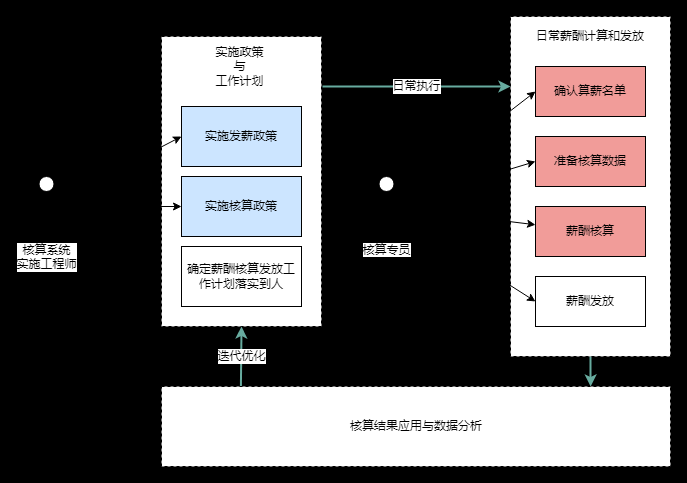 实施政策
与
工作计划
日常薪酬计算和发放
日常执行
确认算薪名单
实施发薪政策
准备核算数据
实施核算政策
薪酬核算
核算系统
实施工程师
核算专员
确定薪酬核算发放工
作计划落实到人
薪酬发放
迭代优化
核算结果应用与数据分析